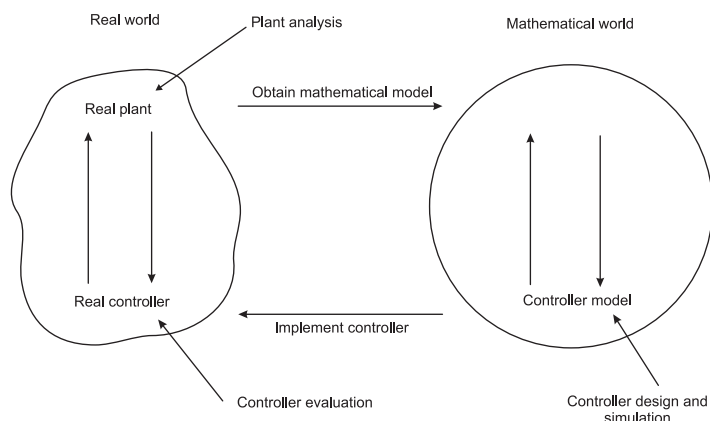 Real world
Plant analysis
Mathematical world
Real plant
Obtain mathematical model
Real controller
Controller model
Implement controller
Controller evaluation
Controller design and
simulation